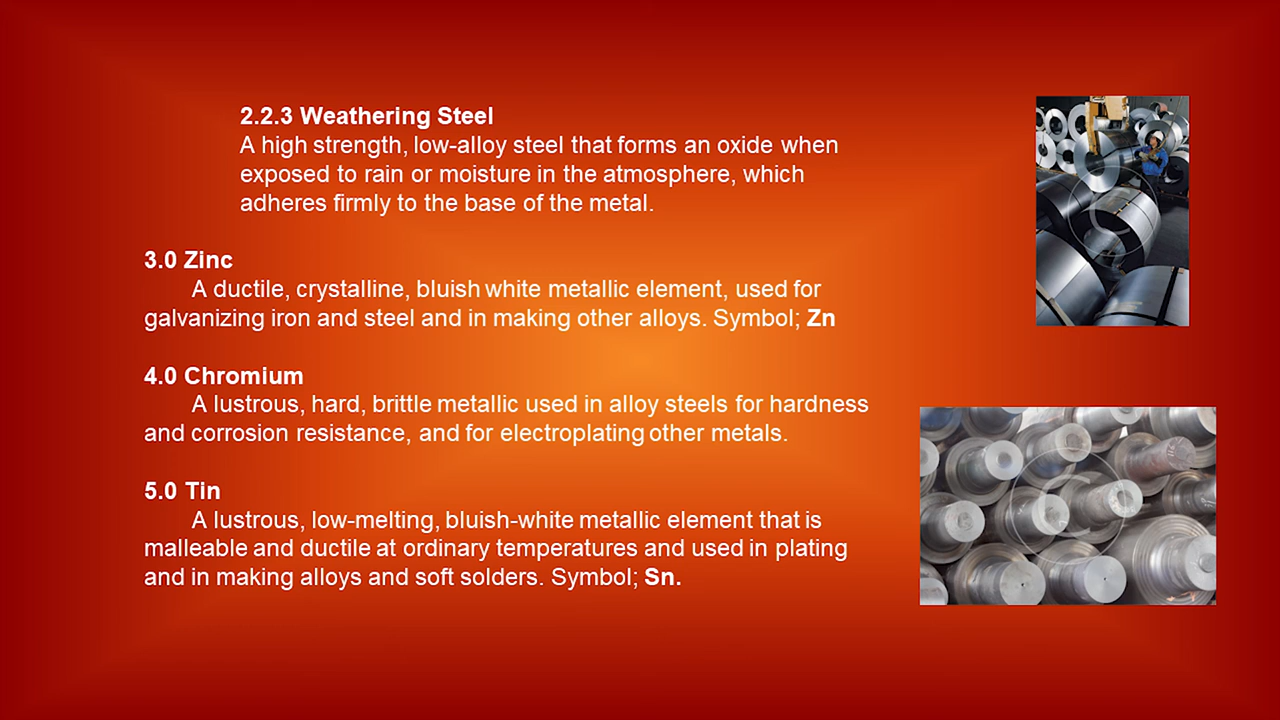 2.2.3 Weathering Steel
A high strength, low-alloy steel that forms an oxide when
exposed to rain or moisture in the atmosphere, which
adheres firmly to the base of the metal.
3.0 Zinc
A ductile, crystalline, bluish white metallic element, used for
galvanizing iron and steel and in making other alloys. Symbol; Zn
4.0 Chromium
A lustrous, hard, brittle metallic used in alloy steels for hardness
and corrosion resistance, and for electroplating other metals.
5.0 Tin
A lustrous, low-melting, bluish-white metallic element that is
malleable and ductile at ordinary temperatures and used in plating
and in making alloys and soft solders. Symbol; Sn.